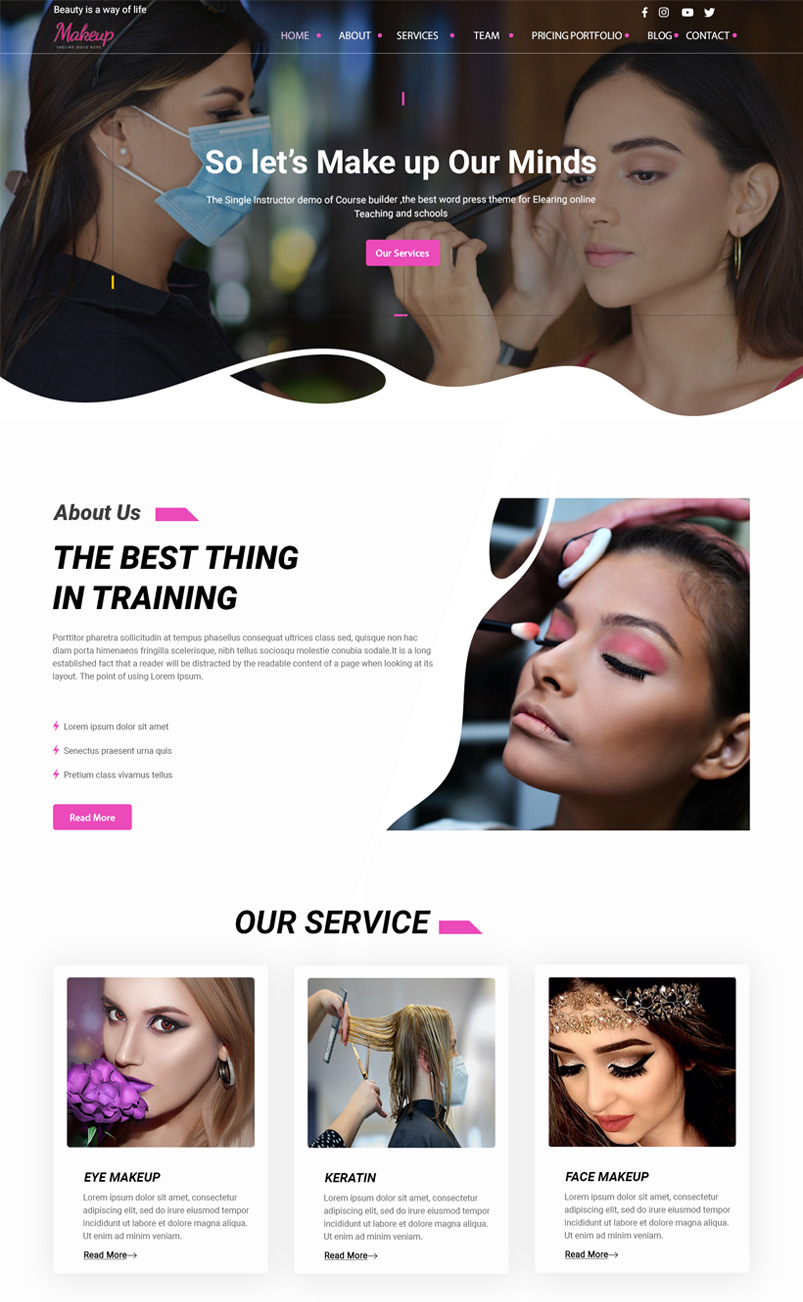 Beauty is a way of life
Makeup
HOME ABOUT SERVICES TEAM PRICING PORTFOLIO BLOG CONTACT
So let's Make up Our Minds
The Single Instructor demo of Course builder ,the best word press theme for Elearing online
Teaching and schools
Our Services
About Us
THE BEST THING
IN TRAINING
Porttitor pharetra sollicitudin at tempus phasellus consequat ultrices class sed, quisque non hac
diam porta himenaeos fringilla scelerisque, nibh tellus sociosqu molestie conubia sodale.It is a long
established fact that a reader will be distracted by the readable content of a page when looking at its
layout. The point of using Lorem Ipsum.
Lorem ipsum dolor sit amet
Senectus praesent urna quis
Pretium class vivamus tellus
Read More
OUR SERVICE
EYE MAKEUP
Lorem ipsum dolor sit amet, consectetur
adipiscing elit, sed do irure eiusmod tempor
incididunt ut labore et dolore magna aliqua.
Ut enim ad minim veniam.
Read More
KERATIN
Lorem ipsum dolor sit amet, consectetur
adipiscing elit, sed do irure eiusmod tempor
incididunt ut labore et dolore magna aliqua.
Ut enim ad minim veniam.
Read More
FACE MAKEUP
Lorem ipsum dolor sit amet, consectetur
adipiscing elit, sed do irure eiusmod tempor
incididunt ut labore et dolore magna aliqua.
Ut enim ad minim veniam.
Read More